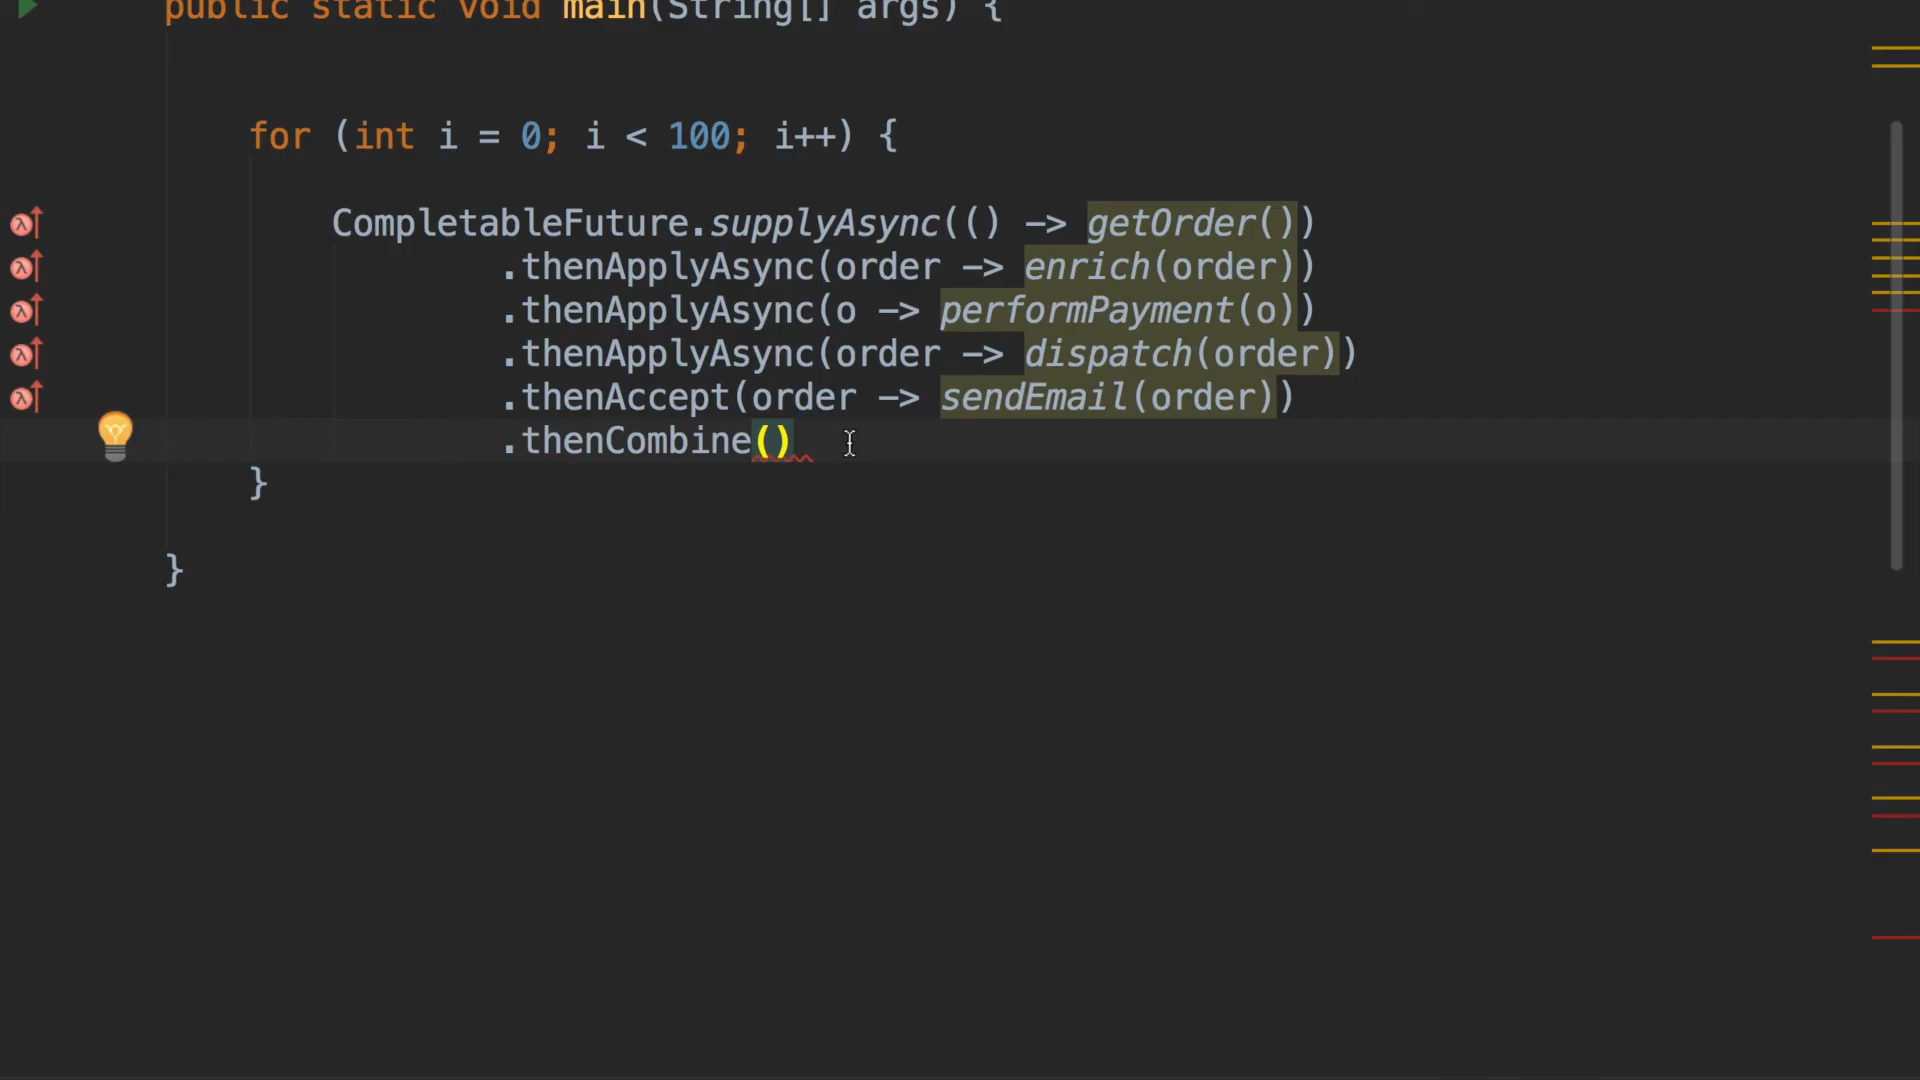 public static void main(String[] args) {
for (int i = 0; i < 100; i++) {
CompletableFuture.supplyAsync(() -> getOrder())
.thenApplyAsync(order -> enrich(order))
.thenApplyAsync(o -> performPayment(o))
.thenApplyAsync(order -> dispatch(order))
.thenAccept(order -> sendEmail(order))
.thenCombine()
}
}